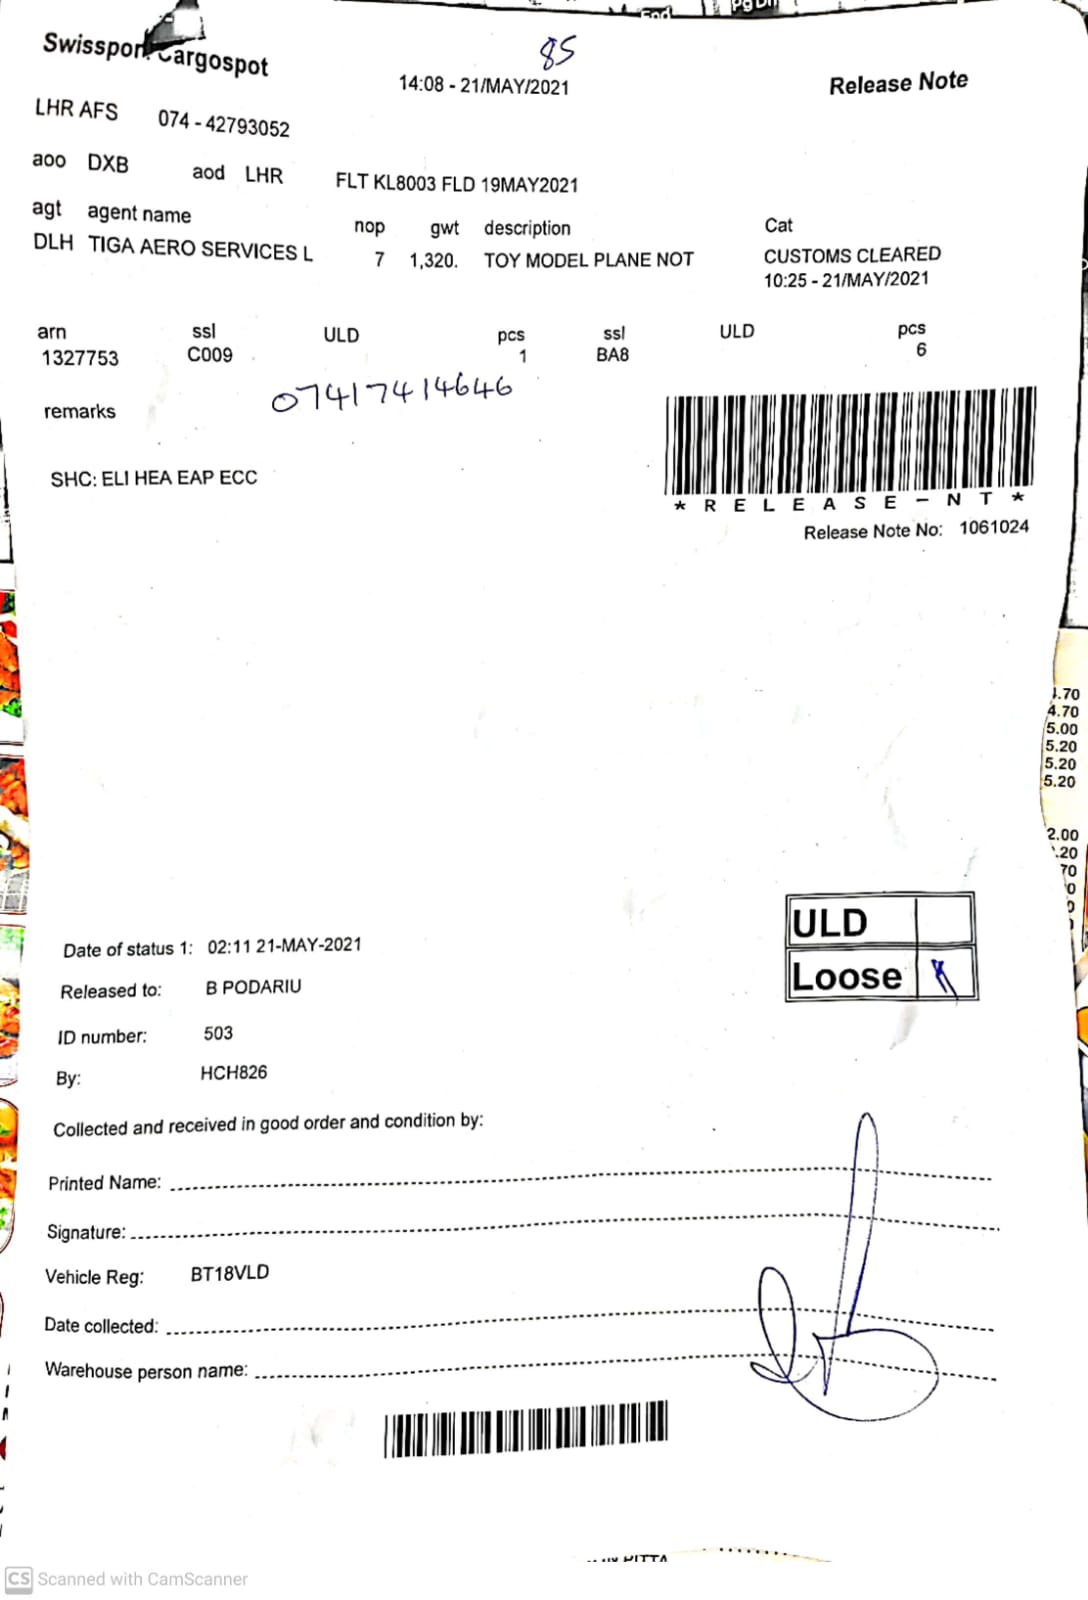 End
PgDn
85
Swissport Cargospot
14:08 - 21/MAY/2021
Release Note
LHR AFS 074 - 42793052
aoo DXB aod LHR FLT KL8003 FLD 19MAY2021
agt agent name nop gwt description Cat
DLH TIGA AERO SERVICES L 7 1,320. TOY MODEL PLANE NOT CUSTOMS CLEARED
10:25 - 21/MAY/2021
arn ssl ULD pcs ssl ULD pcs
1327753 C009 1 BA8 6
remarks 07417414646
SHC: ELI HEA EAP ECC
* R E L E A S E - N T *
Release Note No: 1061024
4.70
5.00
5.20
5.20
5.20
2.00
ULD
Loose
Date of status 1: 02:11 21-MAY-2021
Released to: B PODARIU
ID number: 503
By: HCH826
Collected and received in good order and condition by:
Printed Name:
Signature:
Vehicle Reg: BT18VLD
Date collected:
Warehouse person name:
PITTA
CS Scanned with CamScanner